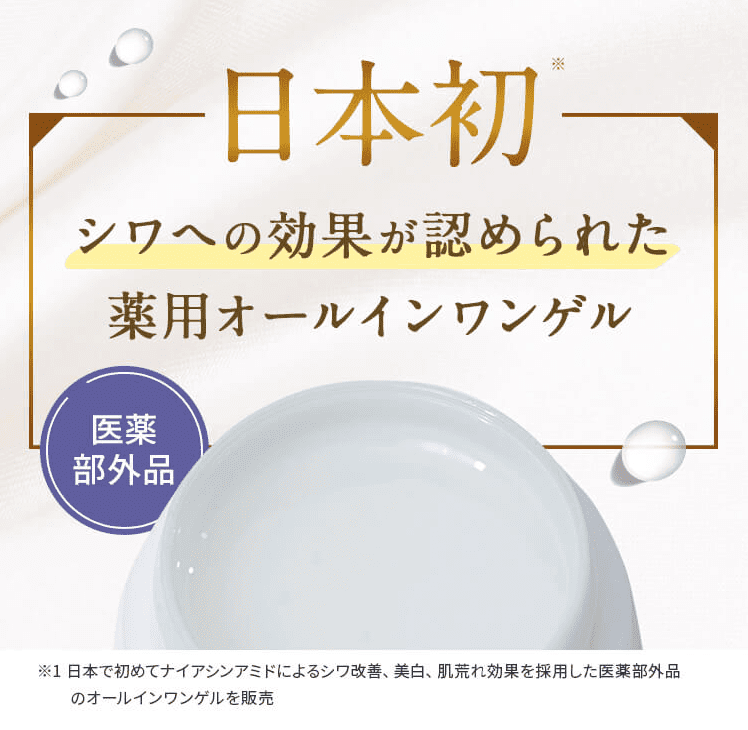 日本初※
シワへの効果が認められた
薬用オールインワンゲル
医薬
部外品
※1 日本で初めてナイアシンアミドによるシワ改善、美白、肌荒れ効果を採用した医薬部外品
のオールインワンゲルを販売